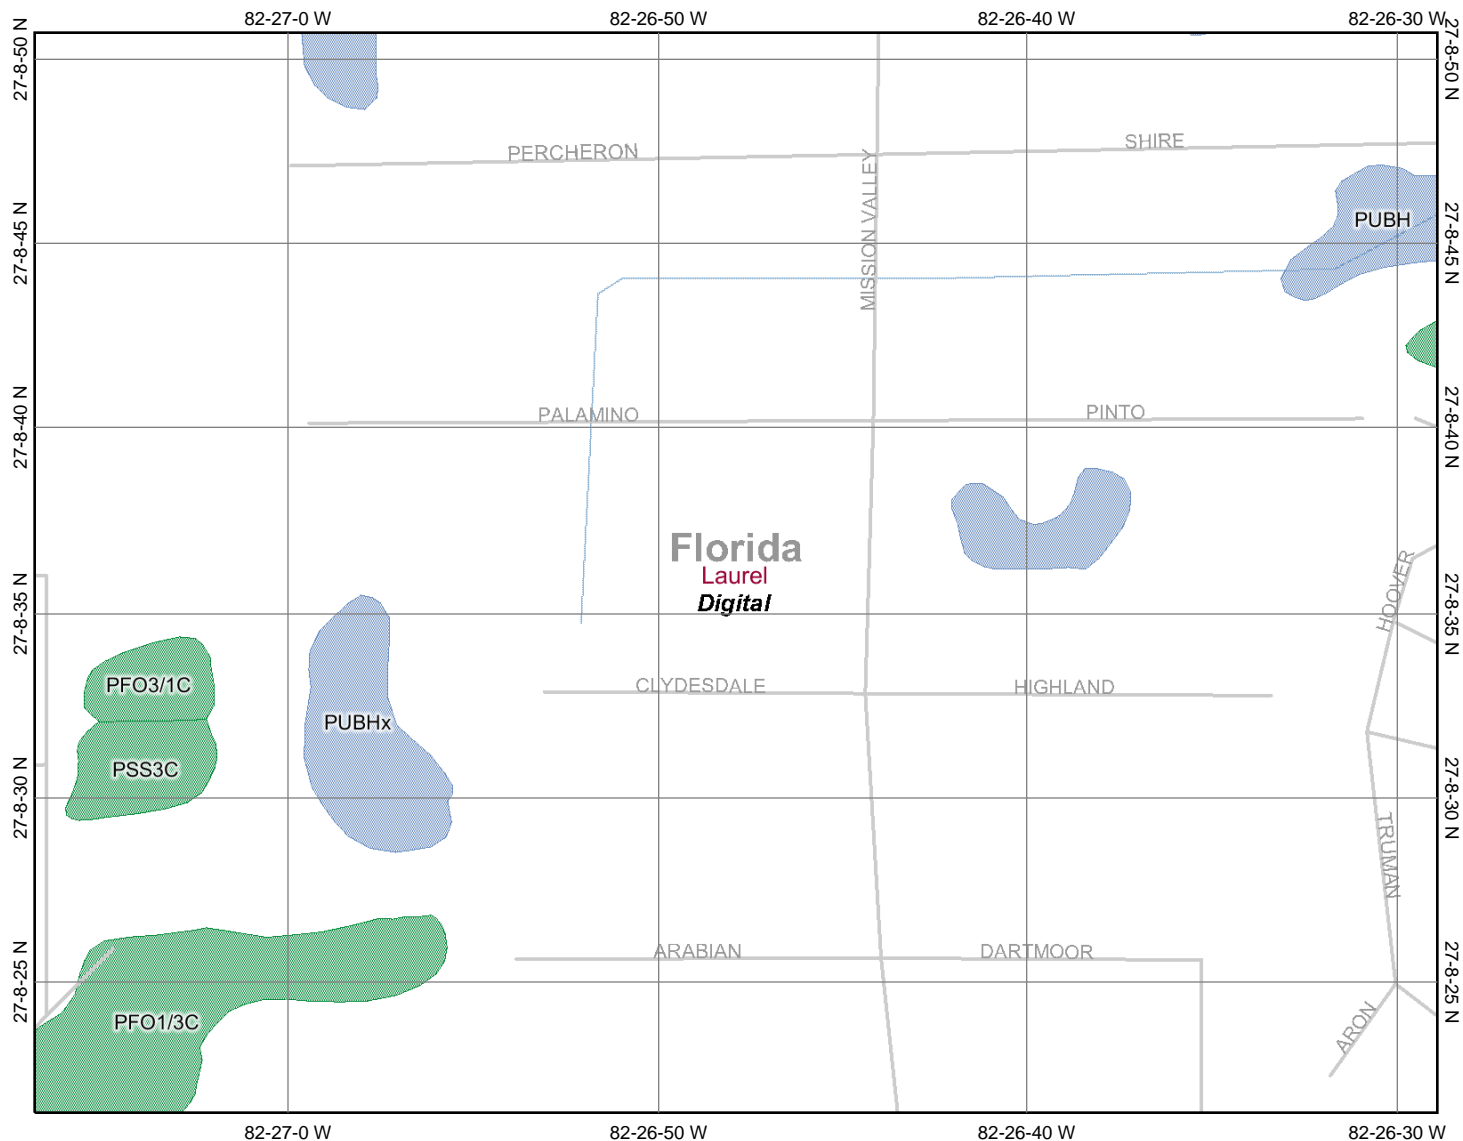 82-27-0 W 82-26-50 W 82-26-40 W 82-26-30 W
27-8-50 N 27-8-50 N
SHIRE
PERCHERON
MISSION VALLEY
PUBH
27-8-45 N 27-8-45 N
PALAMINO PINTO
27-8-40 N 27-8-40 N
Florida
Laurel
Digital
HOOVER
27-8-35 N 27-8-35 N
PFO3/1C CLYDESDALE HIGHLAND
PUBHx
PSS3C
27-8-30 N 27-8-30 N
TRUMAN
ARABIAN DARTMOOR
27-8-25 N 27-8-25 N
PFO1/3C ARON
82-27-0 W 82-26-50 W 82-26-40 W 82-26-30 W